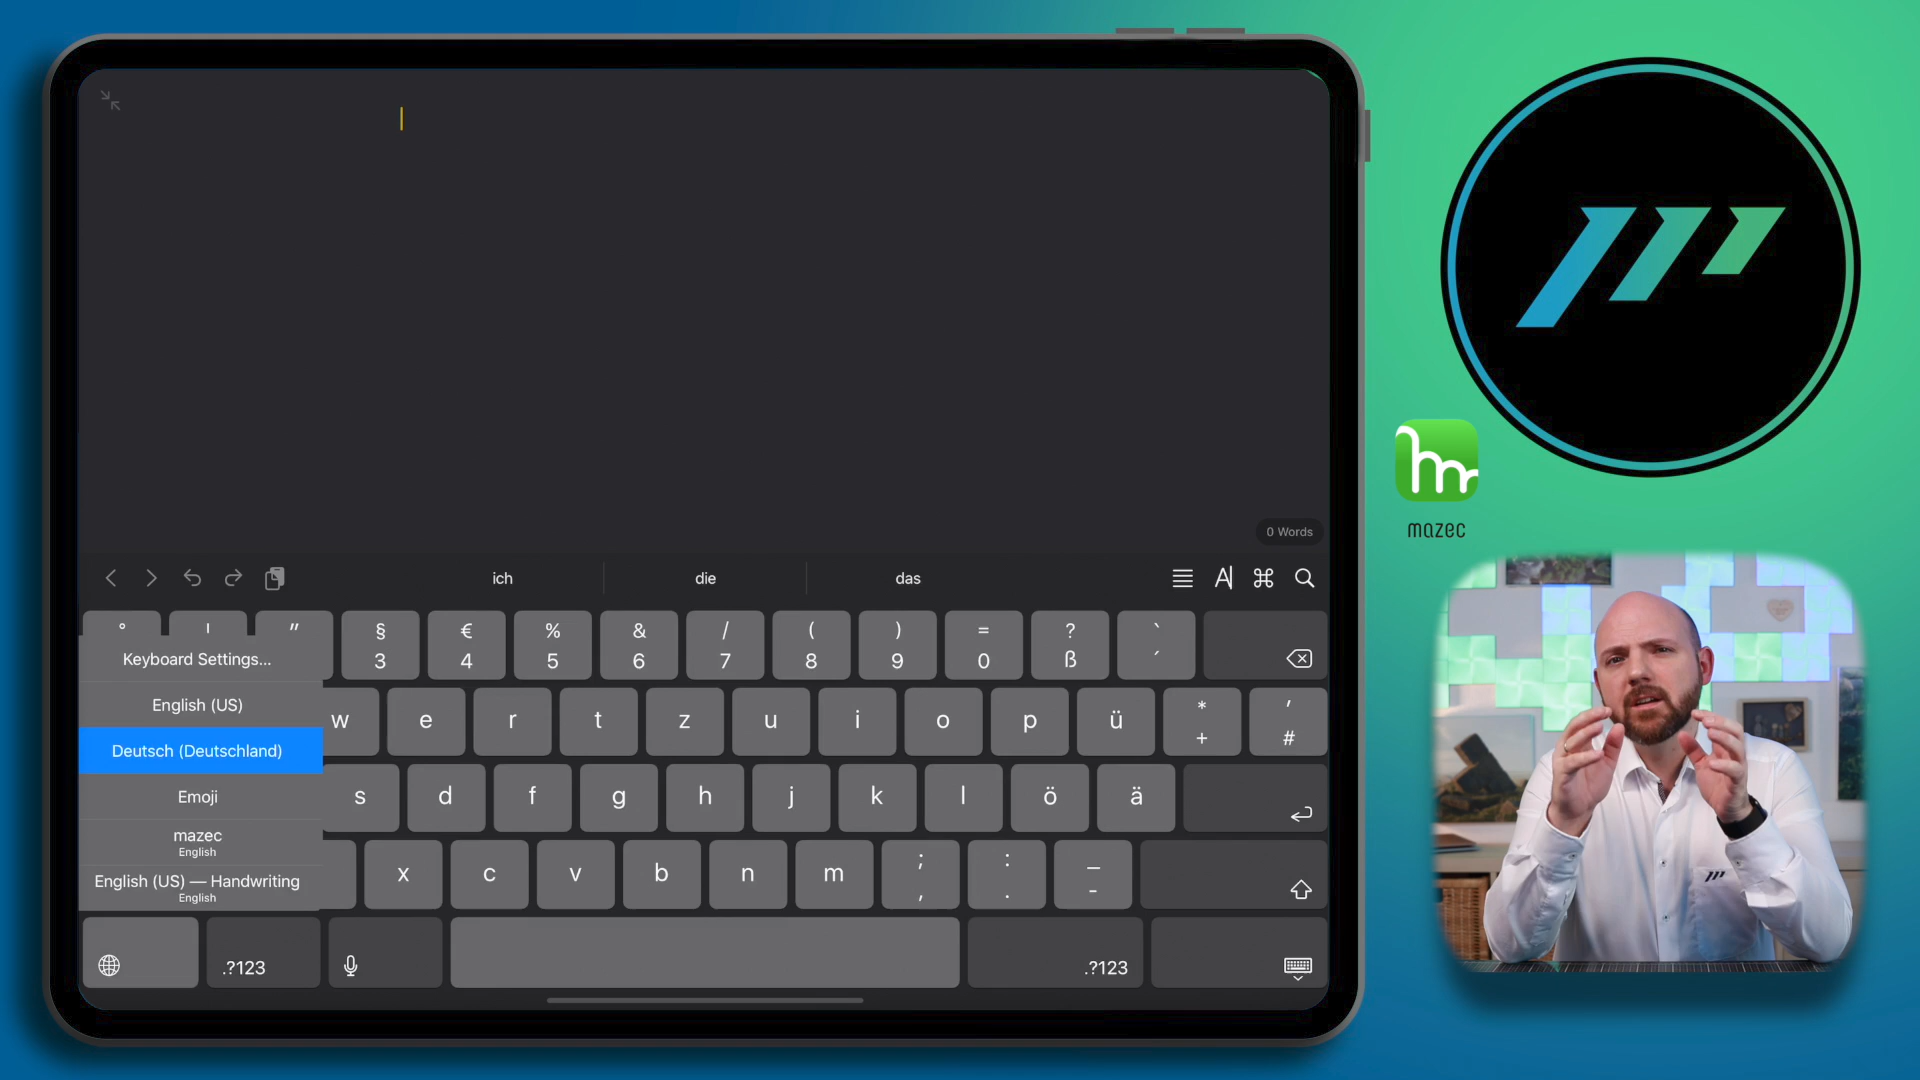 0 Words
ich die das
° ! " § € % & / ( ) = ? `
3 4 5 6 7 8 9 0 ß ´
Keyboard Settings...
English (US)
Deutsch (Deutschland)
Emoji
mazec
English
English (US) — Handwriting
English
w e r t z u i o p ü * + ' #
s d f g h j k l ö ä
x c v b n m ; , : . _ -
.?123 .?123
mazec